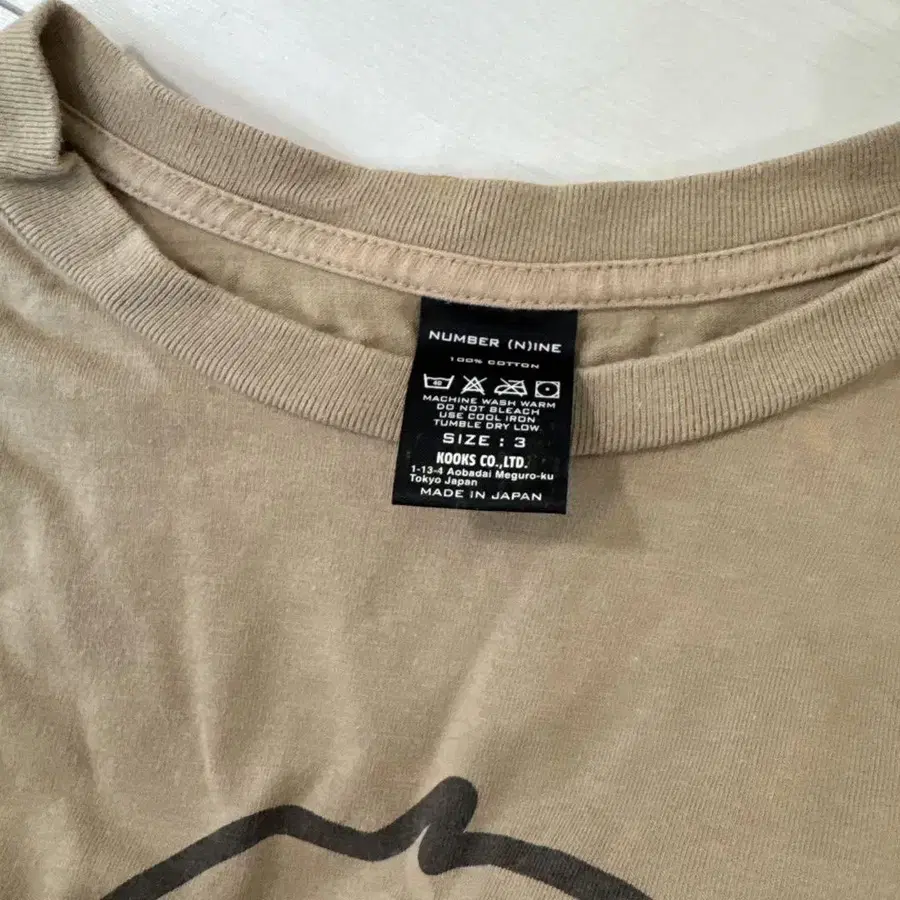 NUMBER (N)INE
100% COTTON
40
MACHINE WASH WARM
DO NOT BLEACH
USE COOL IRON
TUMBLE DRY LOW.
SIZE : 3
KOOKS CO.,LTD.
1-13-4 Aobadai Meguro-ku
Tokyo Japan
MADE IN JAPAN